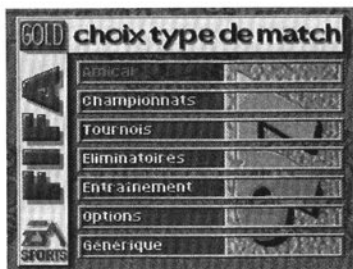 GOLD choix type de match
Amical
Championnats
Tournois
Eliminatoires
Entrainement
Options
Générique
FIFA
EA
SPORTS